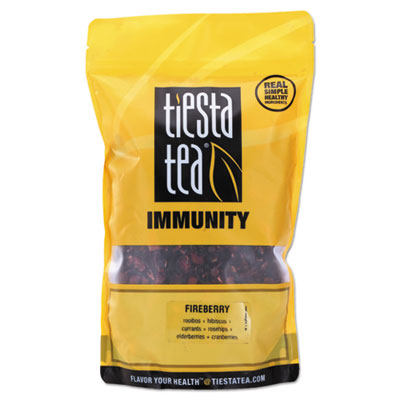 REAL
SIMPLE
HEALTHY
INGREDIENTS
tiesta
tea®
IMMUNITY
FIREBERRY
rooibos + hibiscus +
currants + rosehips +
elderberries + cranberries
FLAVOR YOUR HEALTH™ @ TIESTATEA.COM